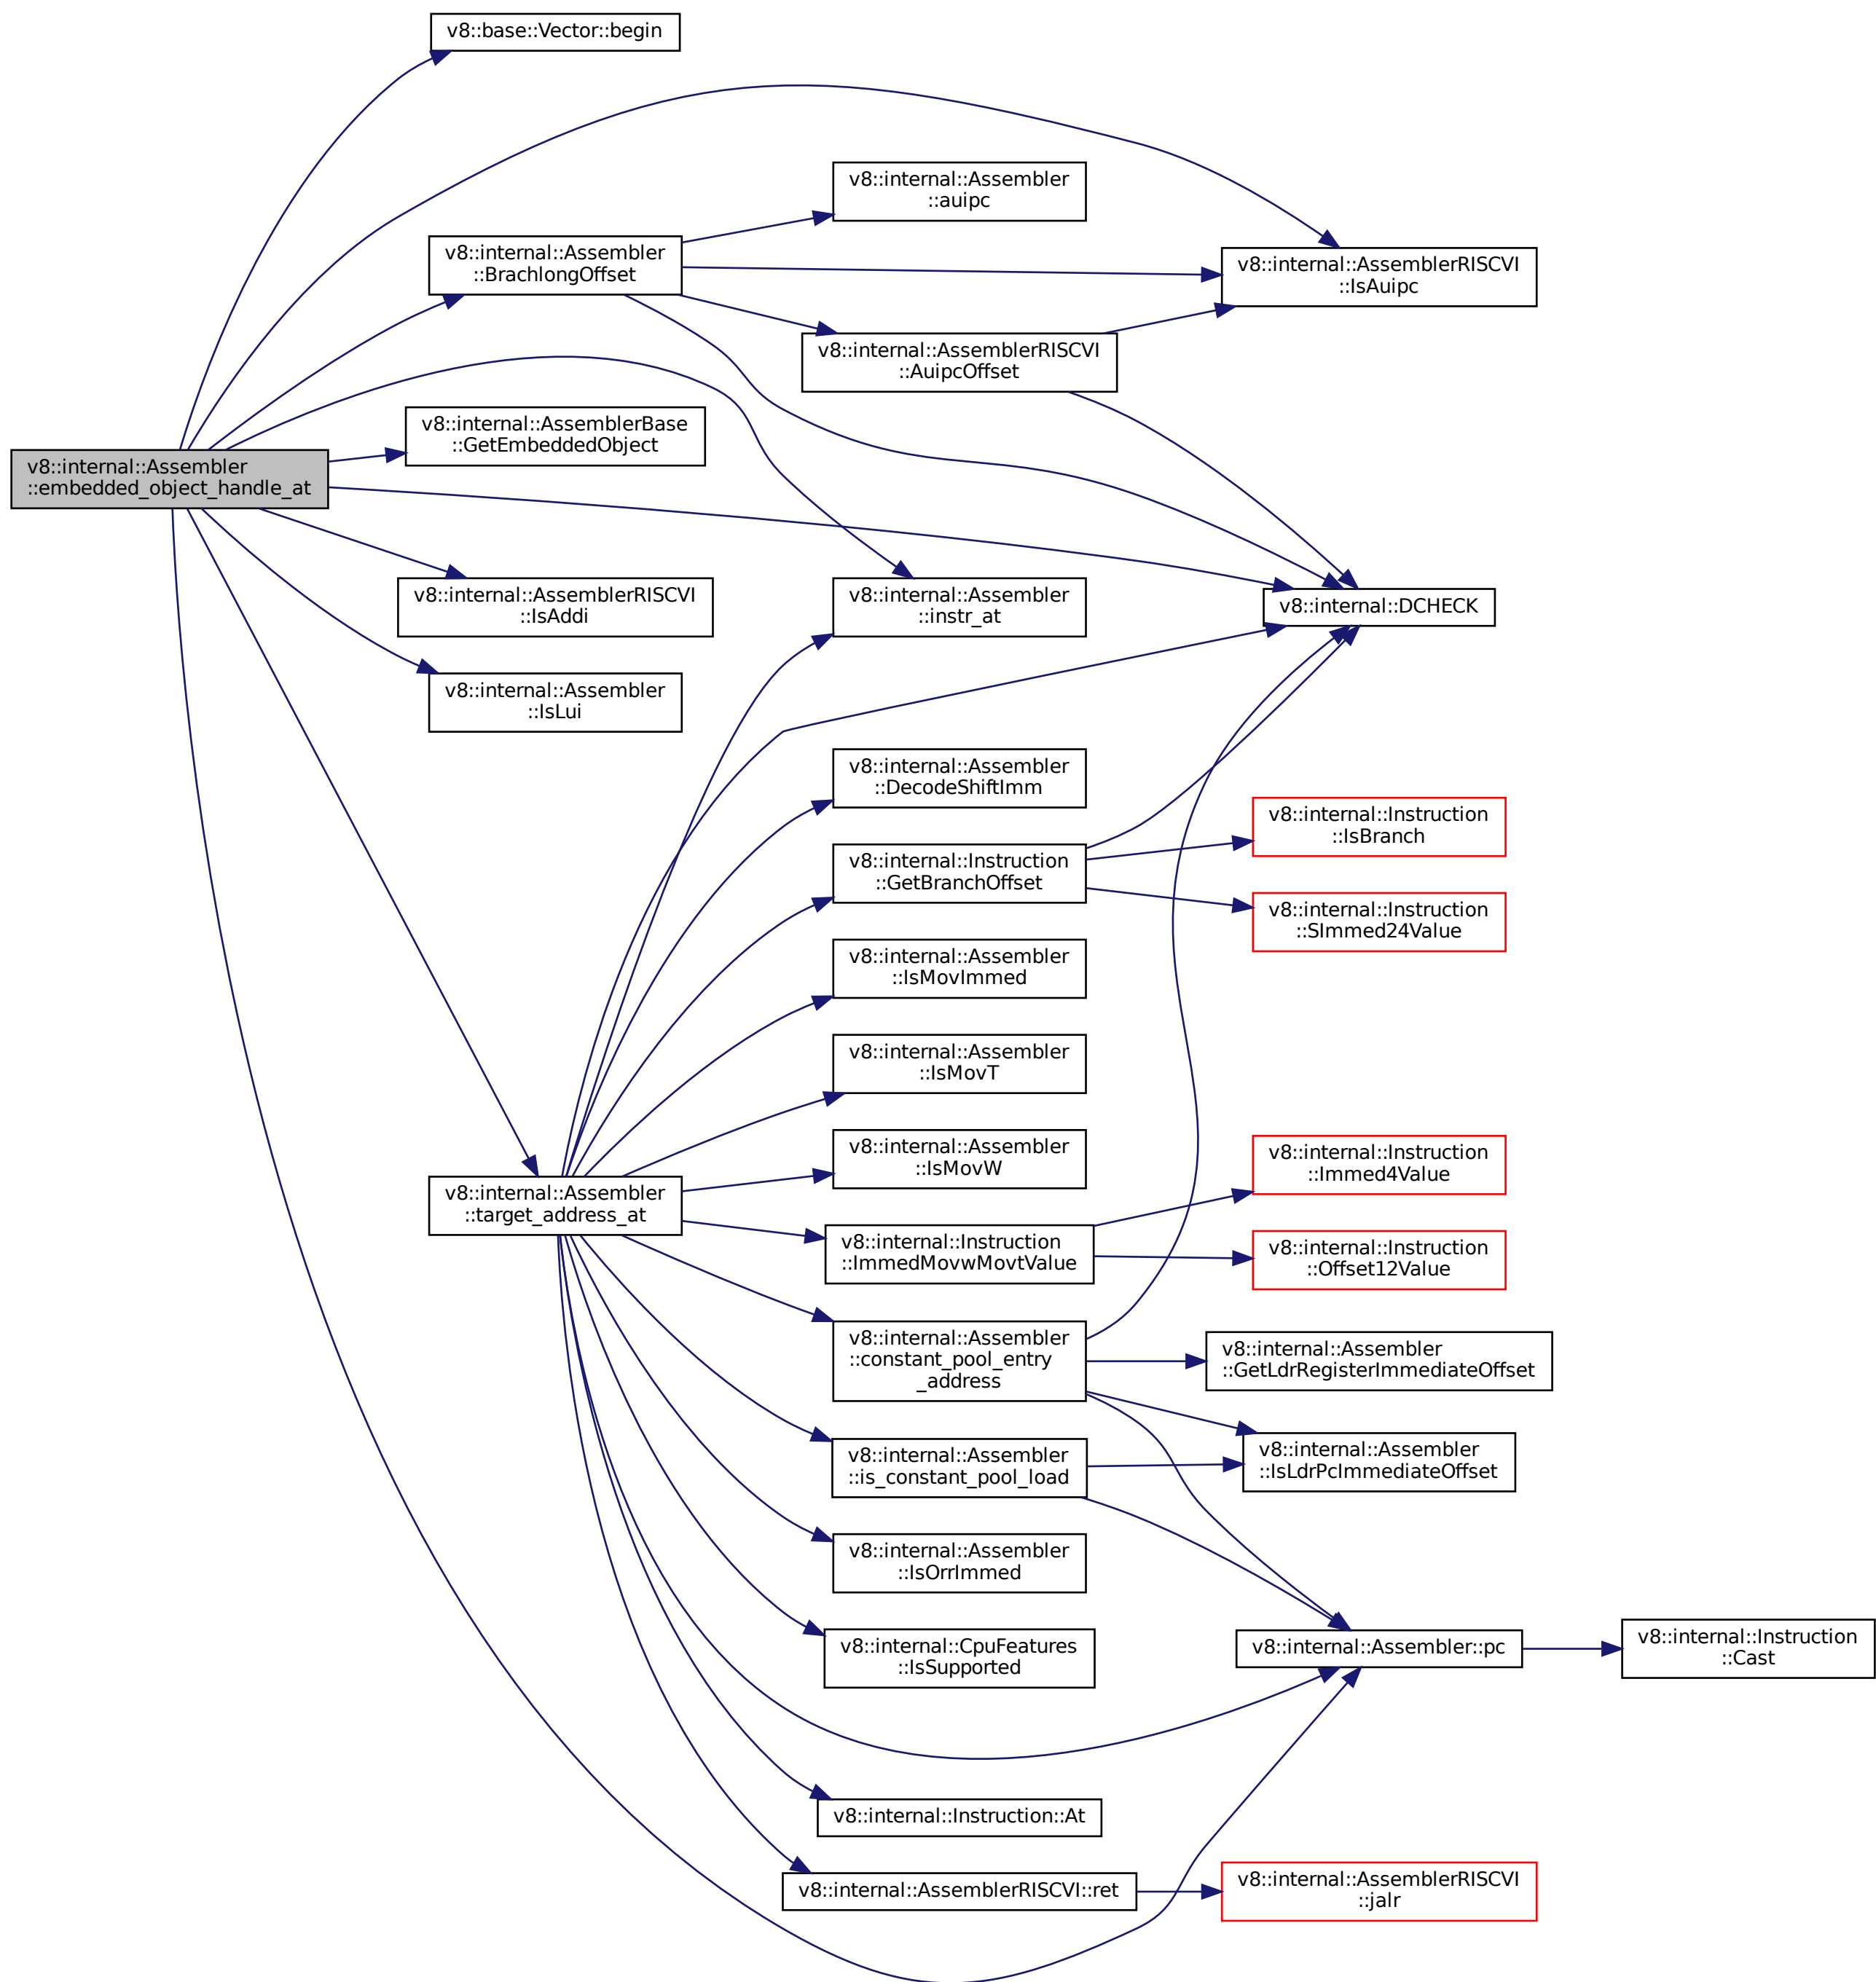 v8::base::Vector::begin
v8::internal::Assembler
::auipc
v8::internal::Assembler
::BrachlongOffset
v8::internal::AssemblerRISCVI
::IsAuipc
v8::internal::AssemblerRISCVI
::AuipcOffset
v8::internal::AssemblerBase
::GetEmbeddedObject
v8::internal::Assembler
::embedded_object_handle_at
v8::internal::AssemblerRISCVI
::IsAddi
v8::internal::Assembler
::instr_at
v8::internal::DCHECK
v8::internal::Assembler
::IsLui
v8::internal::Assembler
::DecodeShiftImm
v8::internal::Instruction
::IsBranch
v8::internal::Instruction
::GetBranchOffset
v8::internal::Instruction
::SImmed24Value
v8::internal::Assembler
::IsMovImmed
v8::internal::Assembler
::IsMovT
v8::internal::Assembler
::IsMovW
v8::internal::Instruction
::Immed4Value
v8::internal::Assembler
::target_address_at
v8::internal::Instruction
::ImmedMovwMovtValue
v8::internal::Instruction
::Offset12Value
v8::internal::Assembler
::constant_pool_entry
_address
v8::internal::Assembler
::GetLdrRegisterImmediateOffset
v8::internal::Assembler
::is_constant_pool_load
v8::internal::Assembler
::IsLdrPcImmediateOffset
v8::internal::Assembler
::IsOrrImmed
v8::internal::CpuFeatures
::IsSupported
v8::internal::Assembler::pc
v8::internal::Instruction
::Cast
v8::internal::Instruction::At
v8::internal::AssemblerRISCVI::ret
v8::internal::AssemblerRISCVI
::jalr